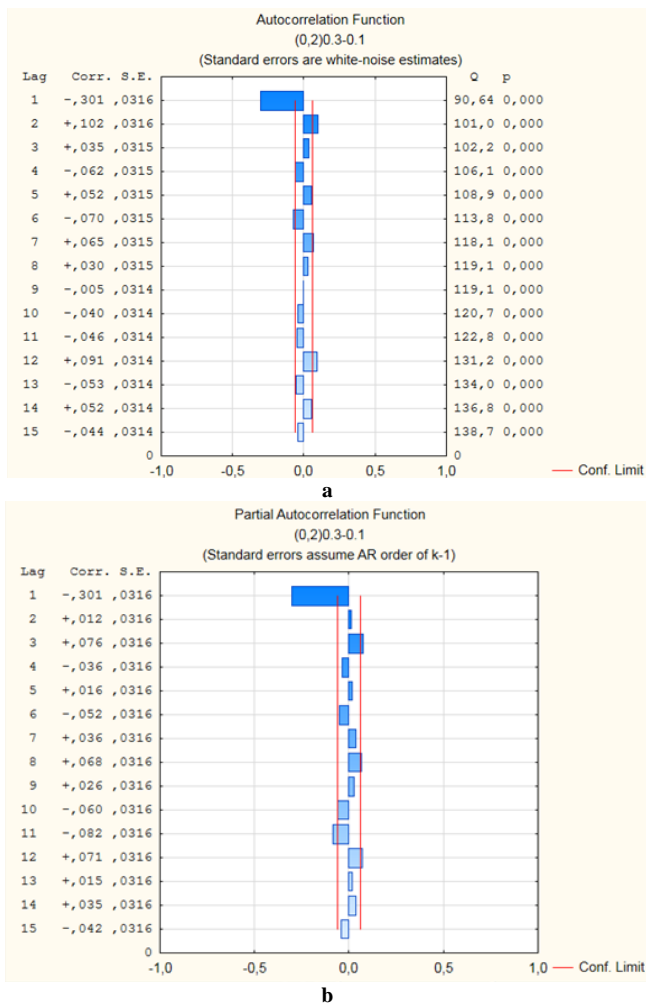 Autocorrelation Function
(0,2)0.3-0.1
(Standard errors are white-noise estimates)
Lag Corr. S.E. Q p
1 -,301 ,0316 90,64 0,000
2 +,102 ,0316 101,0 0,000
3 +,035 ,0316 102,2 0,000
4 -,062 ,0315 106,1 0,000
5 +,052 ,0315 108,9 0,000
6 -,070 ,0315 113,8 0,000
7 +,065 ,0315 118,1 0,000
8 +,030 ,0315 119,1 0,000
9 -,005 ,0314 119,1 0,000
10 -,040 ,0314 120,7 0,000
11 -,046 ,0314 122,8 0,000
12 +,091 ,0314 131,2 0,000
13 -,053 ,0314 134,0 0,000
14 +,052 ,0314 136,8 0,000
15 -,044 ,0314 138,7 0,000
0 0
-1,0 -0,5 0,0 0,5 1,0 Conf. Limit
a
Partial Autocorrelation Function
(0,2)0.3-0.1
(Standard errors assume AR order of k-1)
Lag Corr. S.E.
1 -,301 ,0316
2 +,012 ,0316
3 +,076 ,0316
4 -,036 ,0316
5 +,016 ,0316
6 -,052 ,0316
7 +,036 ,0316
8 +,068 ,0316
9 +,026 ,0316
10 -,060 ,0316
11 -,082 ,0316
12 +,071 ,0316
13 +,015 ,0316
14 +,035 ,0316
15 -,042 ,0316
0
-1,0 -0,5 0,0 0,5 1,0 Conf. Limit
b